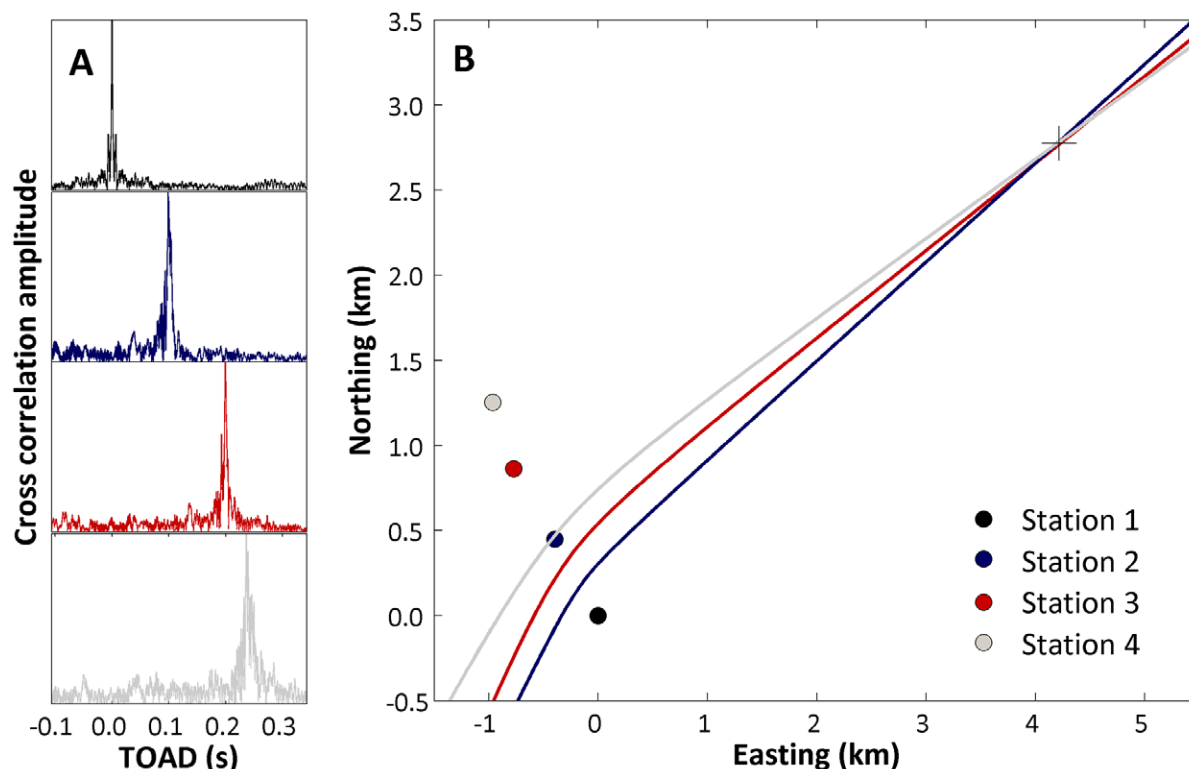 A
Cross correlation amplitude
-0.1 0.0 0.1 0.2 0.3
TOAD (s)
B
3.5
3.0
2.5
2.0
1.5
1.0
0.5
0.0
-0.5
Northing (km)
-1 0 1 2 3 4 5
Easting (km)
Station 1
Station 2
Station 3
Station 4